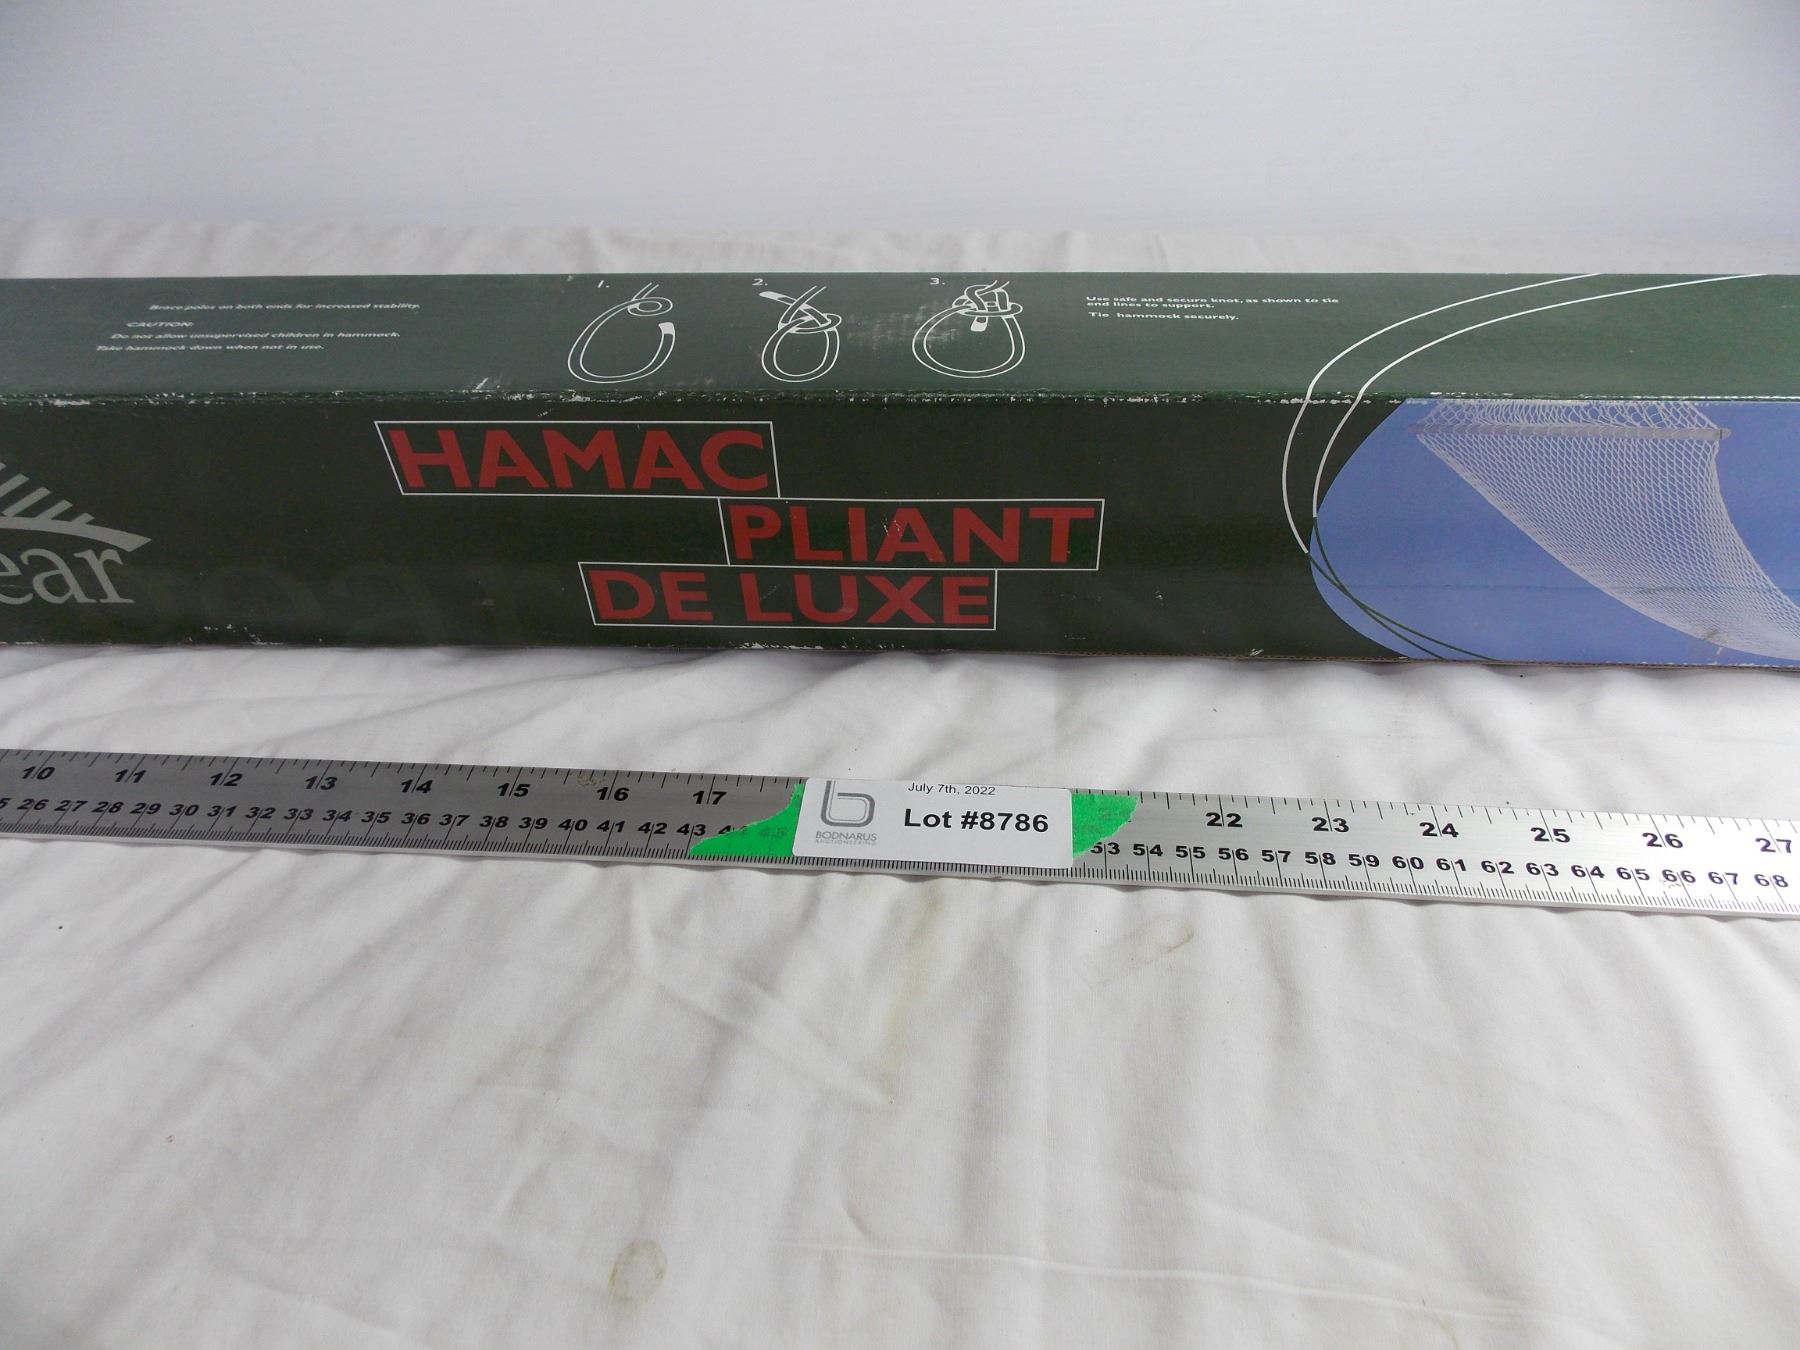 Brace poles on both ends for increased stability.
CAUTION:
Do not allow unsupervised children in hammock.
Take hammock down when not in use.
1.
2.
3.
Use safe and secure knot, as shown to tie
end lines to support.
Tie hammock securely.
ear
HAMAC
PLIANT
DE LUXE
10 11 12 13 14 15 16 17 22 23 24 25 26 27
26 27 28 29 30 31 32 33 34 35 36 37 38 39 40 41 42 43 53 54 55 56 57 58 59 60 61 62 63 64 65 66 67 68
July 7th, 2022
Lot #8786
BODNARUS
AUCTIONEERING